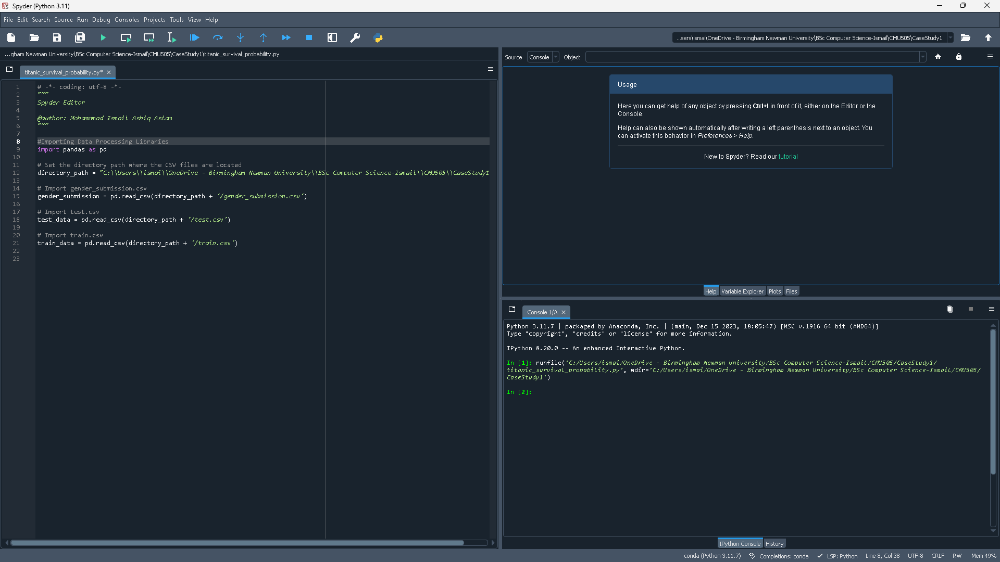 Spyder (Python 3.11)
File Edit Search Source Run Debug Consoles Projects Tools View Help
...sers\ismai\OneDrive - Birmingham Newman University\BSc Computer Science-Ismail\CMU505\CaseStudy1
...gham Newman University\BSc Computer Science-Ismail\CMU505\CaseStudy1\titanic_survival_probability.py
titanic_survival_probability.py*
1 # -*- coding: utf-8 -*-
2 """
3 Spyder Editor
4
5 @author: Mohammmad Ismail Ashiq Aslam
6 """
7
8 #Importing Data Processing Libraries
9 import pandas as pd
10
11 # Set the directory path where the CSV files are located
12 directory_path = "C:\\Users\\ismai\\OneDrive - Birmingham Newman University\\BSc Computer Science-Ismail\\CMU505\\CaseStudy1
13
14 # Import gender_submission.csv
15 gender_submission = pd.read_csv(directory_path + '/gender_submission.csv')
16
17 # Import test.csv
18 test_data = pd.read_csv(directory_path + '/test.csv')
19
20 # Import train.csv
21 train_data = pd.read_csv(directory_path + '/train.csv')
22
23
Source Console Object
Usage
Here you can get help of any object by pressing Ctrl+I in front of it, either on the Editor or the
Console.
Help can also be shown automatically after writing a left parenthesis next to an object. You
can activate this behavior in Preferences > Help.
New to Spyder? Read our tutorial
Help Variable Explorer Plots Files
Console 1/A
Python 3.11.7 | packaged by Anaconda, Inc. | (main, Dec 15 2023, 18:05:47) [MSC v.1916 64 bit (AMD64)]
Type "copyright", "credits" or "license" for more information.
IPython 8.20.0 -- An enhanced Interactive Python.
In [1]: runfile('C:/Users/ismai/OneDrive - Birmingham Newman University/BSc Computer Science-Ismail/CMU505/CaseStudy1/
titanic_survival_probability.py', wdir='C:/Users/ismai/OneDrive - Birmingham Newman University/BSc Computer Science-Ismail/CMU505/
CaseStudy1')
In [2]:
IPython Console History
conda (Python 3.11.7) Completions: conda LSP: Python Line 8, Col 38 UTF-8 CRLF RW Mem 49%